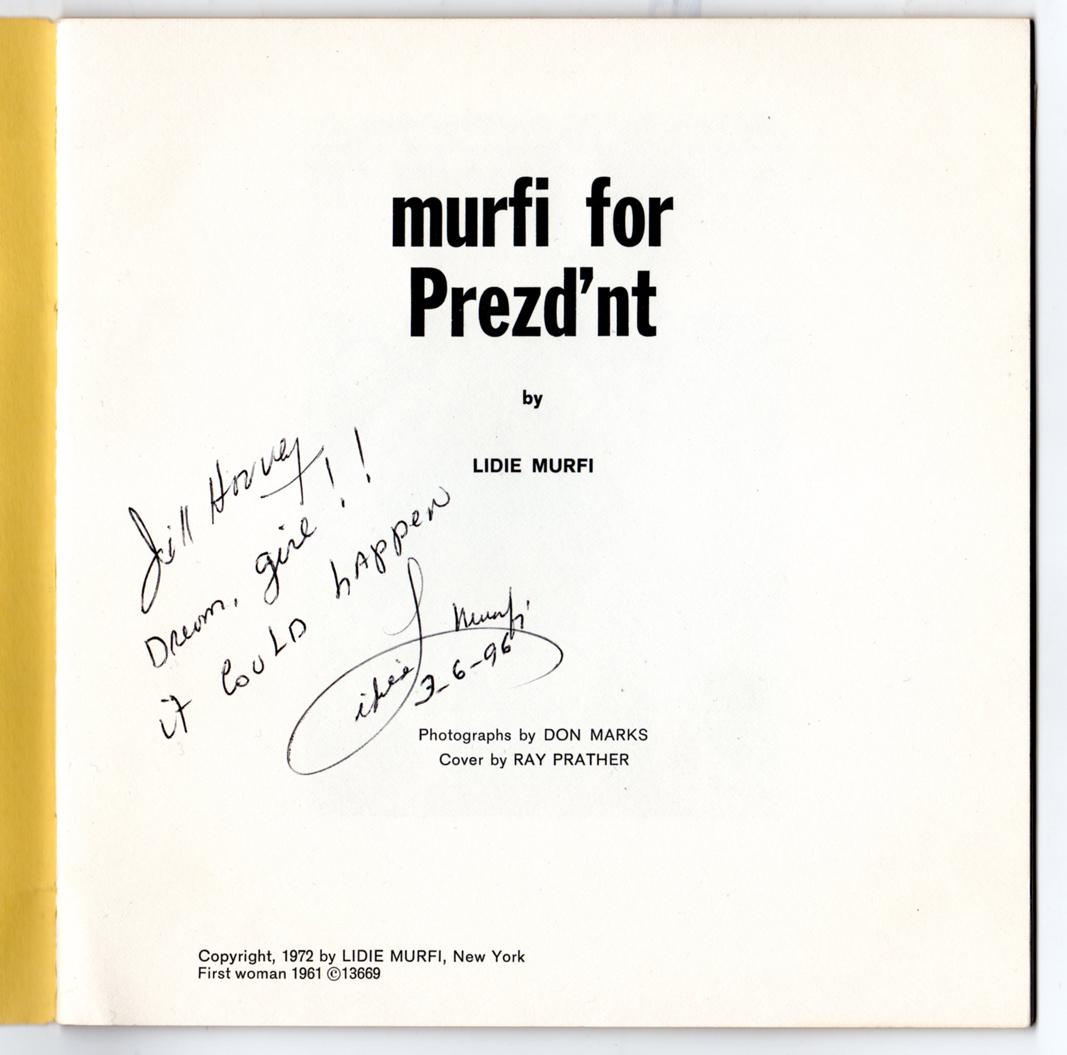 murfi for
Prezd'nt
by
LIDIE MURFI
Jill
Dream, girl!!
it CoULD hAppen
Lidie Murfi
3-6-96
Photographs by DON MARKS
Cover by RAY PRATHER
Copyright, 1972 by LIDIE MURFI, New York
First woman 1961 ©13669